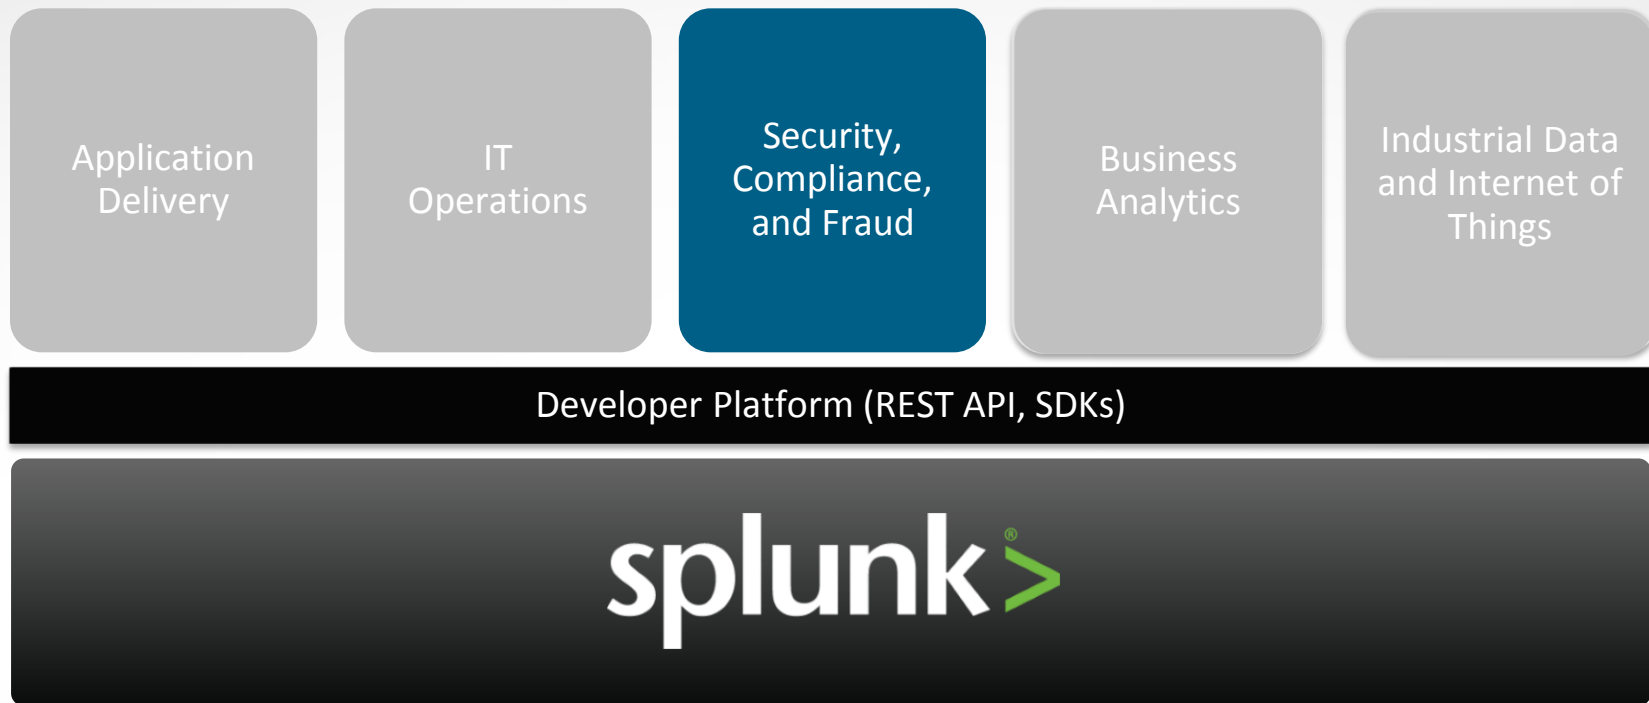 Application
Delivery
IT
Operations
Security,
Compliance,
and Fraud
Business
Analytics
Industrial Data
and Internet of
Things
Developer Platform (REST API, SDKs)
splunk>®